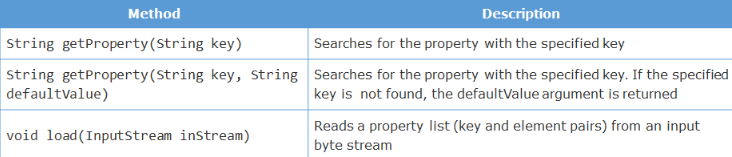 Method Description
String getProperty(String key) Searches for the property with the specified key
String getProperty(String key, String defaultValue) Searches for the property with the specified key. If the specified
key is not found, the defaultValue argument is returned
void load(InputStream inStream) Reads a property list (key and element pairs) from an input
byte stream